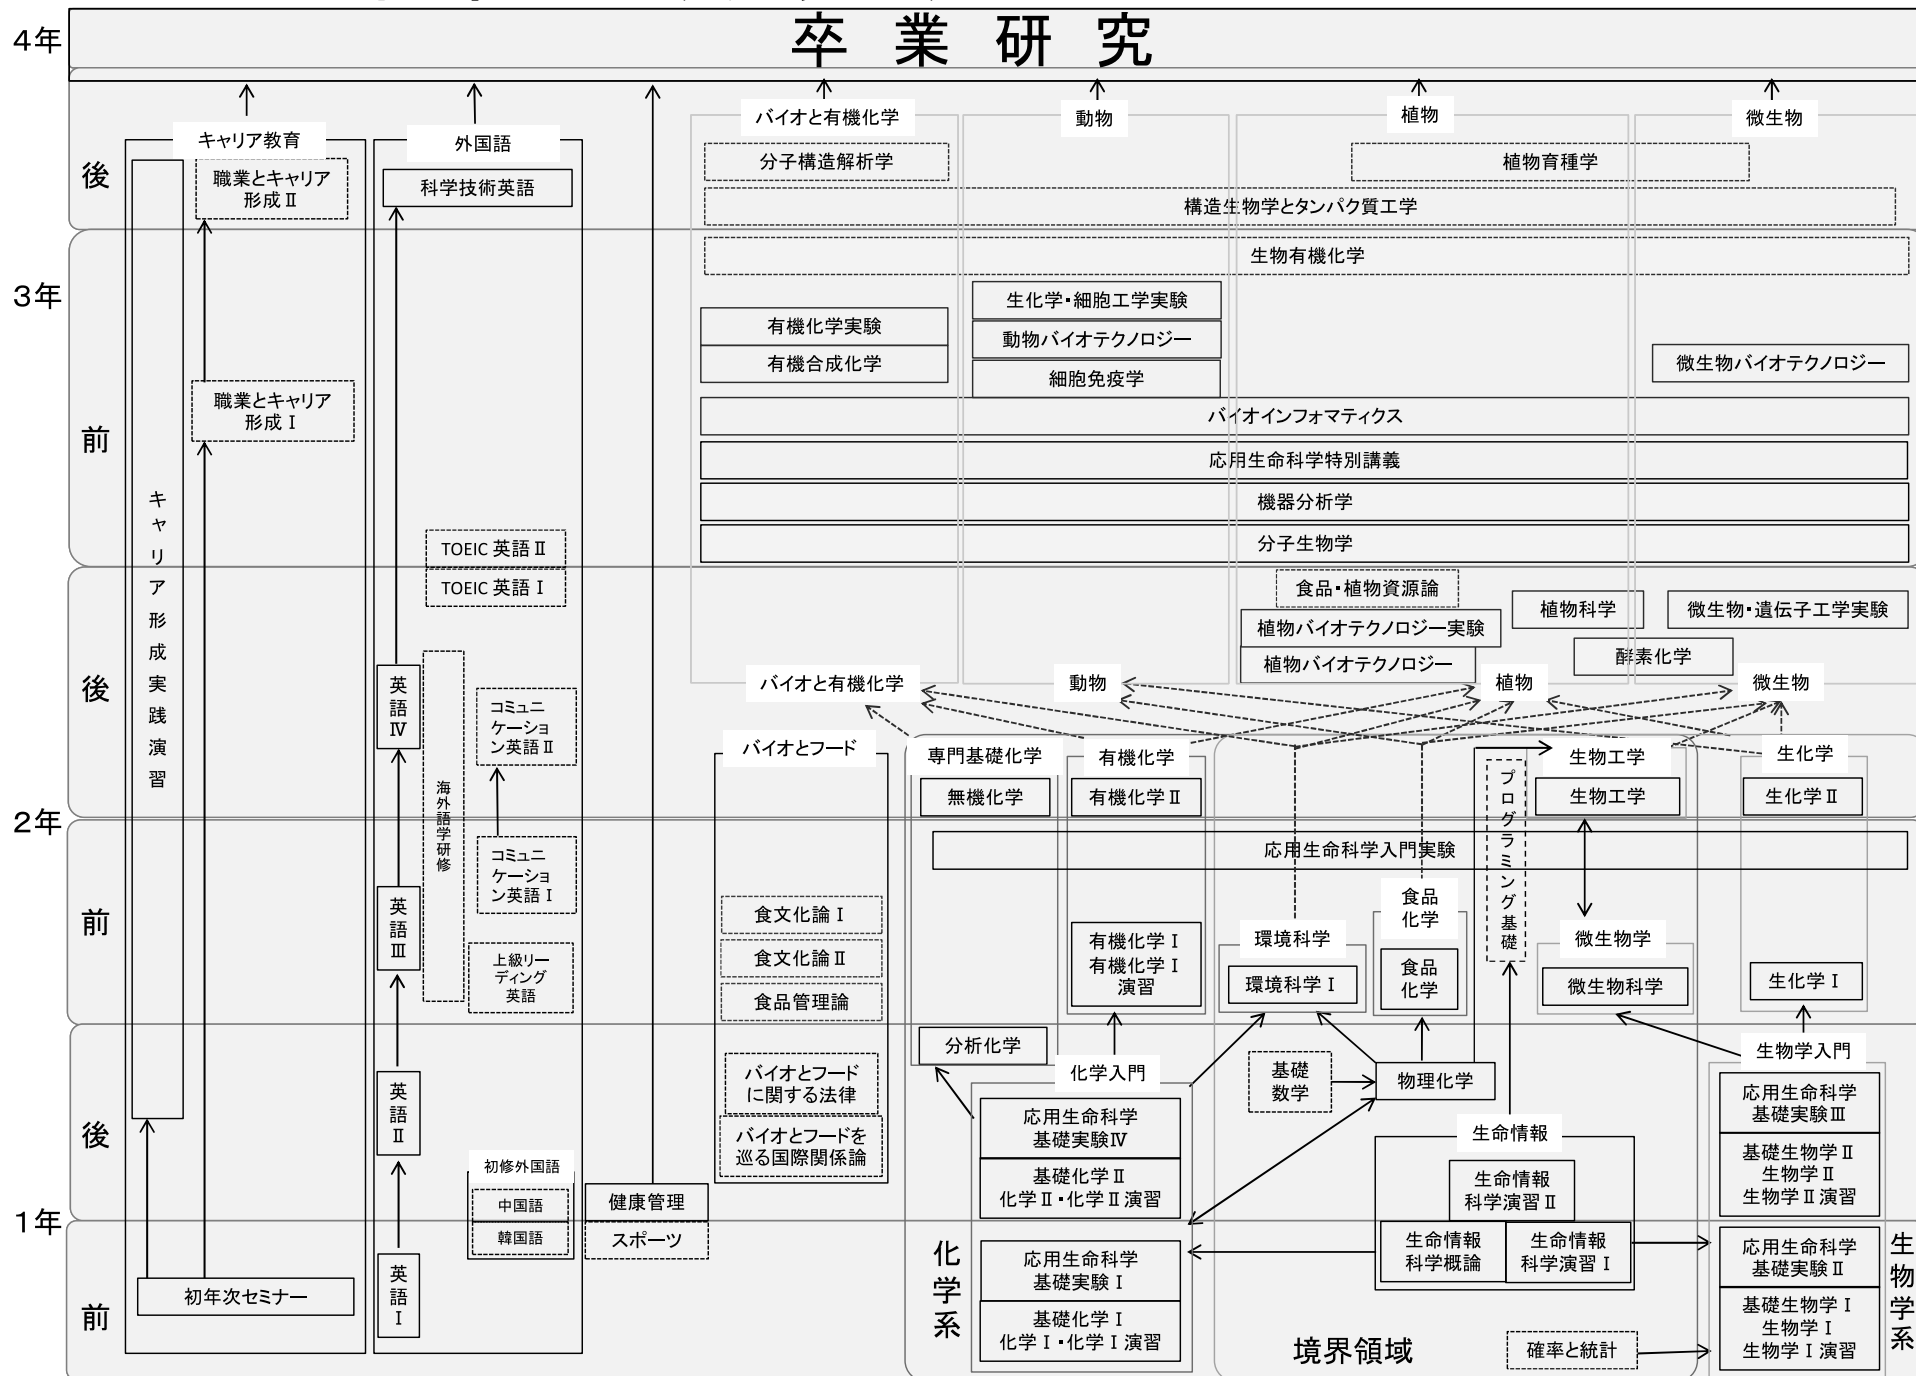 4年
卒業研究
バイオと有機化学
動物
植物
微生物
キャリア教育
外国語
後
職業とキャリア
形成Ⅱ
科学技術英語
分子構造解析学
植物育種学
構造生物学とタンパク質工学
3年
生物有機化学
生化学・細胞工学実験
有機化学実験
動物バイオテクノロジー
有機合成化学
微生物バイオテクノロジー
細胞免疫学
職業とキャリア
形成Ⅰ
前
バイオインフォマティクス
応用生命科学特別講義
機器分析学
分子生物学
キャリア形成実践演習
TOEIC 英語Ⅱ
TOEIC 英語Ⅰ
食品・植物資源論
植物科学
微生物・遺伝子工学実験
植物バイオテクノロジー実験
酵素化学
植物バイオテクノロジー
後
英語Ⅳ
バイオと有機化学
動物
植物
微生物
コミュニ
ケーショ
ン英語Ⅱ
海外語学研修
バイオとフード
専門基礎化学
有機化学
生物工学
生化学
無機化学
有機化学Ⅱ
プログラミング基礎
生物工学
生化学Ⅱ
2年
応用生命科学入門実験
コミュニ
ケーショ
ン英語Ⅰ
前
英語Ⅲ
食文化論Ⅰ
食品
化学
有機化学Ⅰ
有機化学Ⅰ
演習
環境科学
微生物学
上級リー
ディング
英語
食文化論Ⅱ
環境科学Ⅰ
食品
化学
微生物科学
生化学Ⅰ
食品管理論
分析化学
化学入門
生物学入門
バイオとフード
に関する法律
基礎
数学
物理化学
後
英語Ⅱ
応用生命科学
基礎実験Ⅳ
応用生命科学
基礎実験Ⅲ
バイオとフードを
巡る国際関係論
生命情報
初修外国語
基礎化学Ⅱ
化学Ⅱ・化学Ⅱ演習
生命情報
科学演習Ⅱ
基礎生物学Ⅱ
生物学Ⅱ
生物学Ⅱ演習
中国語
健康管理
1年
韓国語
スポーツ
化学系
応用生命科学
基礎実験Ⅰ
生命情報
科学概論
生命情報
科学演習Ⅰ
応用生命科学
基礎実験Ⅱ
生物学系
英語Ⅰ
初年次セミナー
前
基礎化学Ⅰ
化学Ⅰ・化学Ⅰ演習
境界領域
確率と統計
基礎生物学Ⅰ
生物学Ⅰ
生物学Ⅰ演習